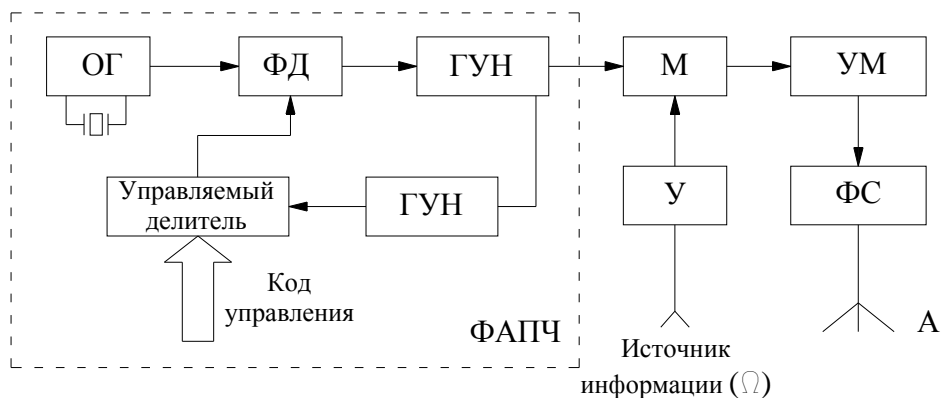 ОГ
ФД
ГУН
М
УМ
Управляемый
делитель
ГУН
У
ФС
Код
управления
ФАПЧ
Источник
информации (Ω)
А